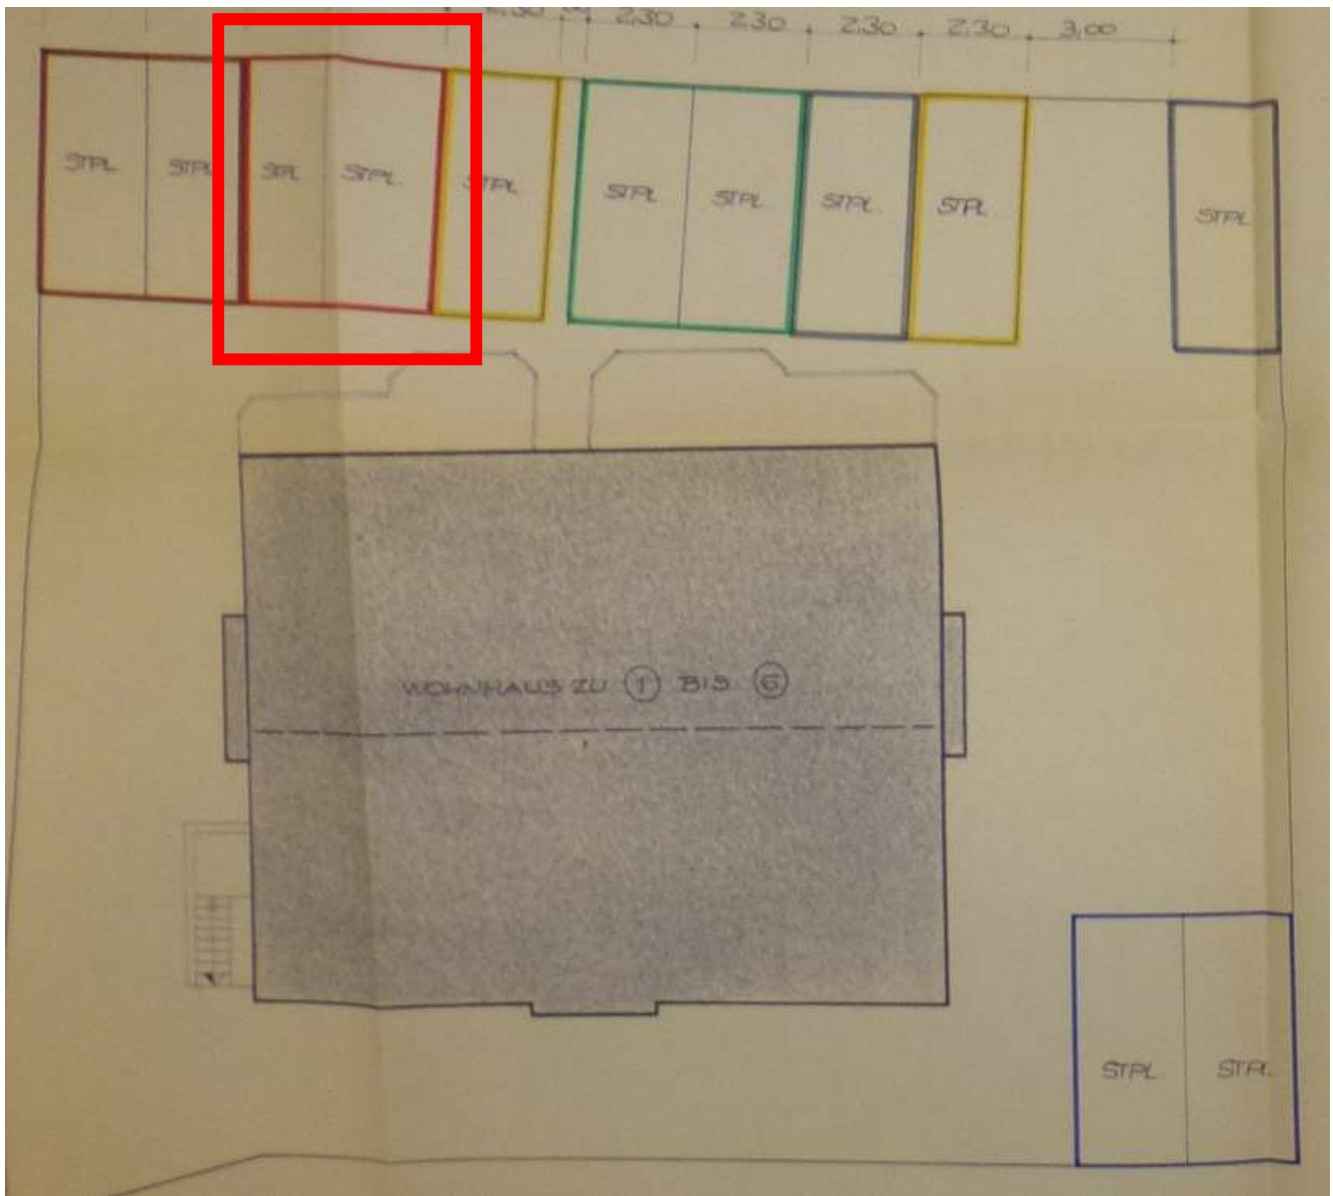 2.30 2.30 2.30 2.30 3,00
STPL. STPL. STPL. STPL. STPL. STPL. STPL. STPL. STPL. STPL
WOHNHAUS ZU 1 BIS 6
STPL. STPL.